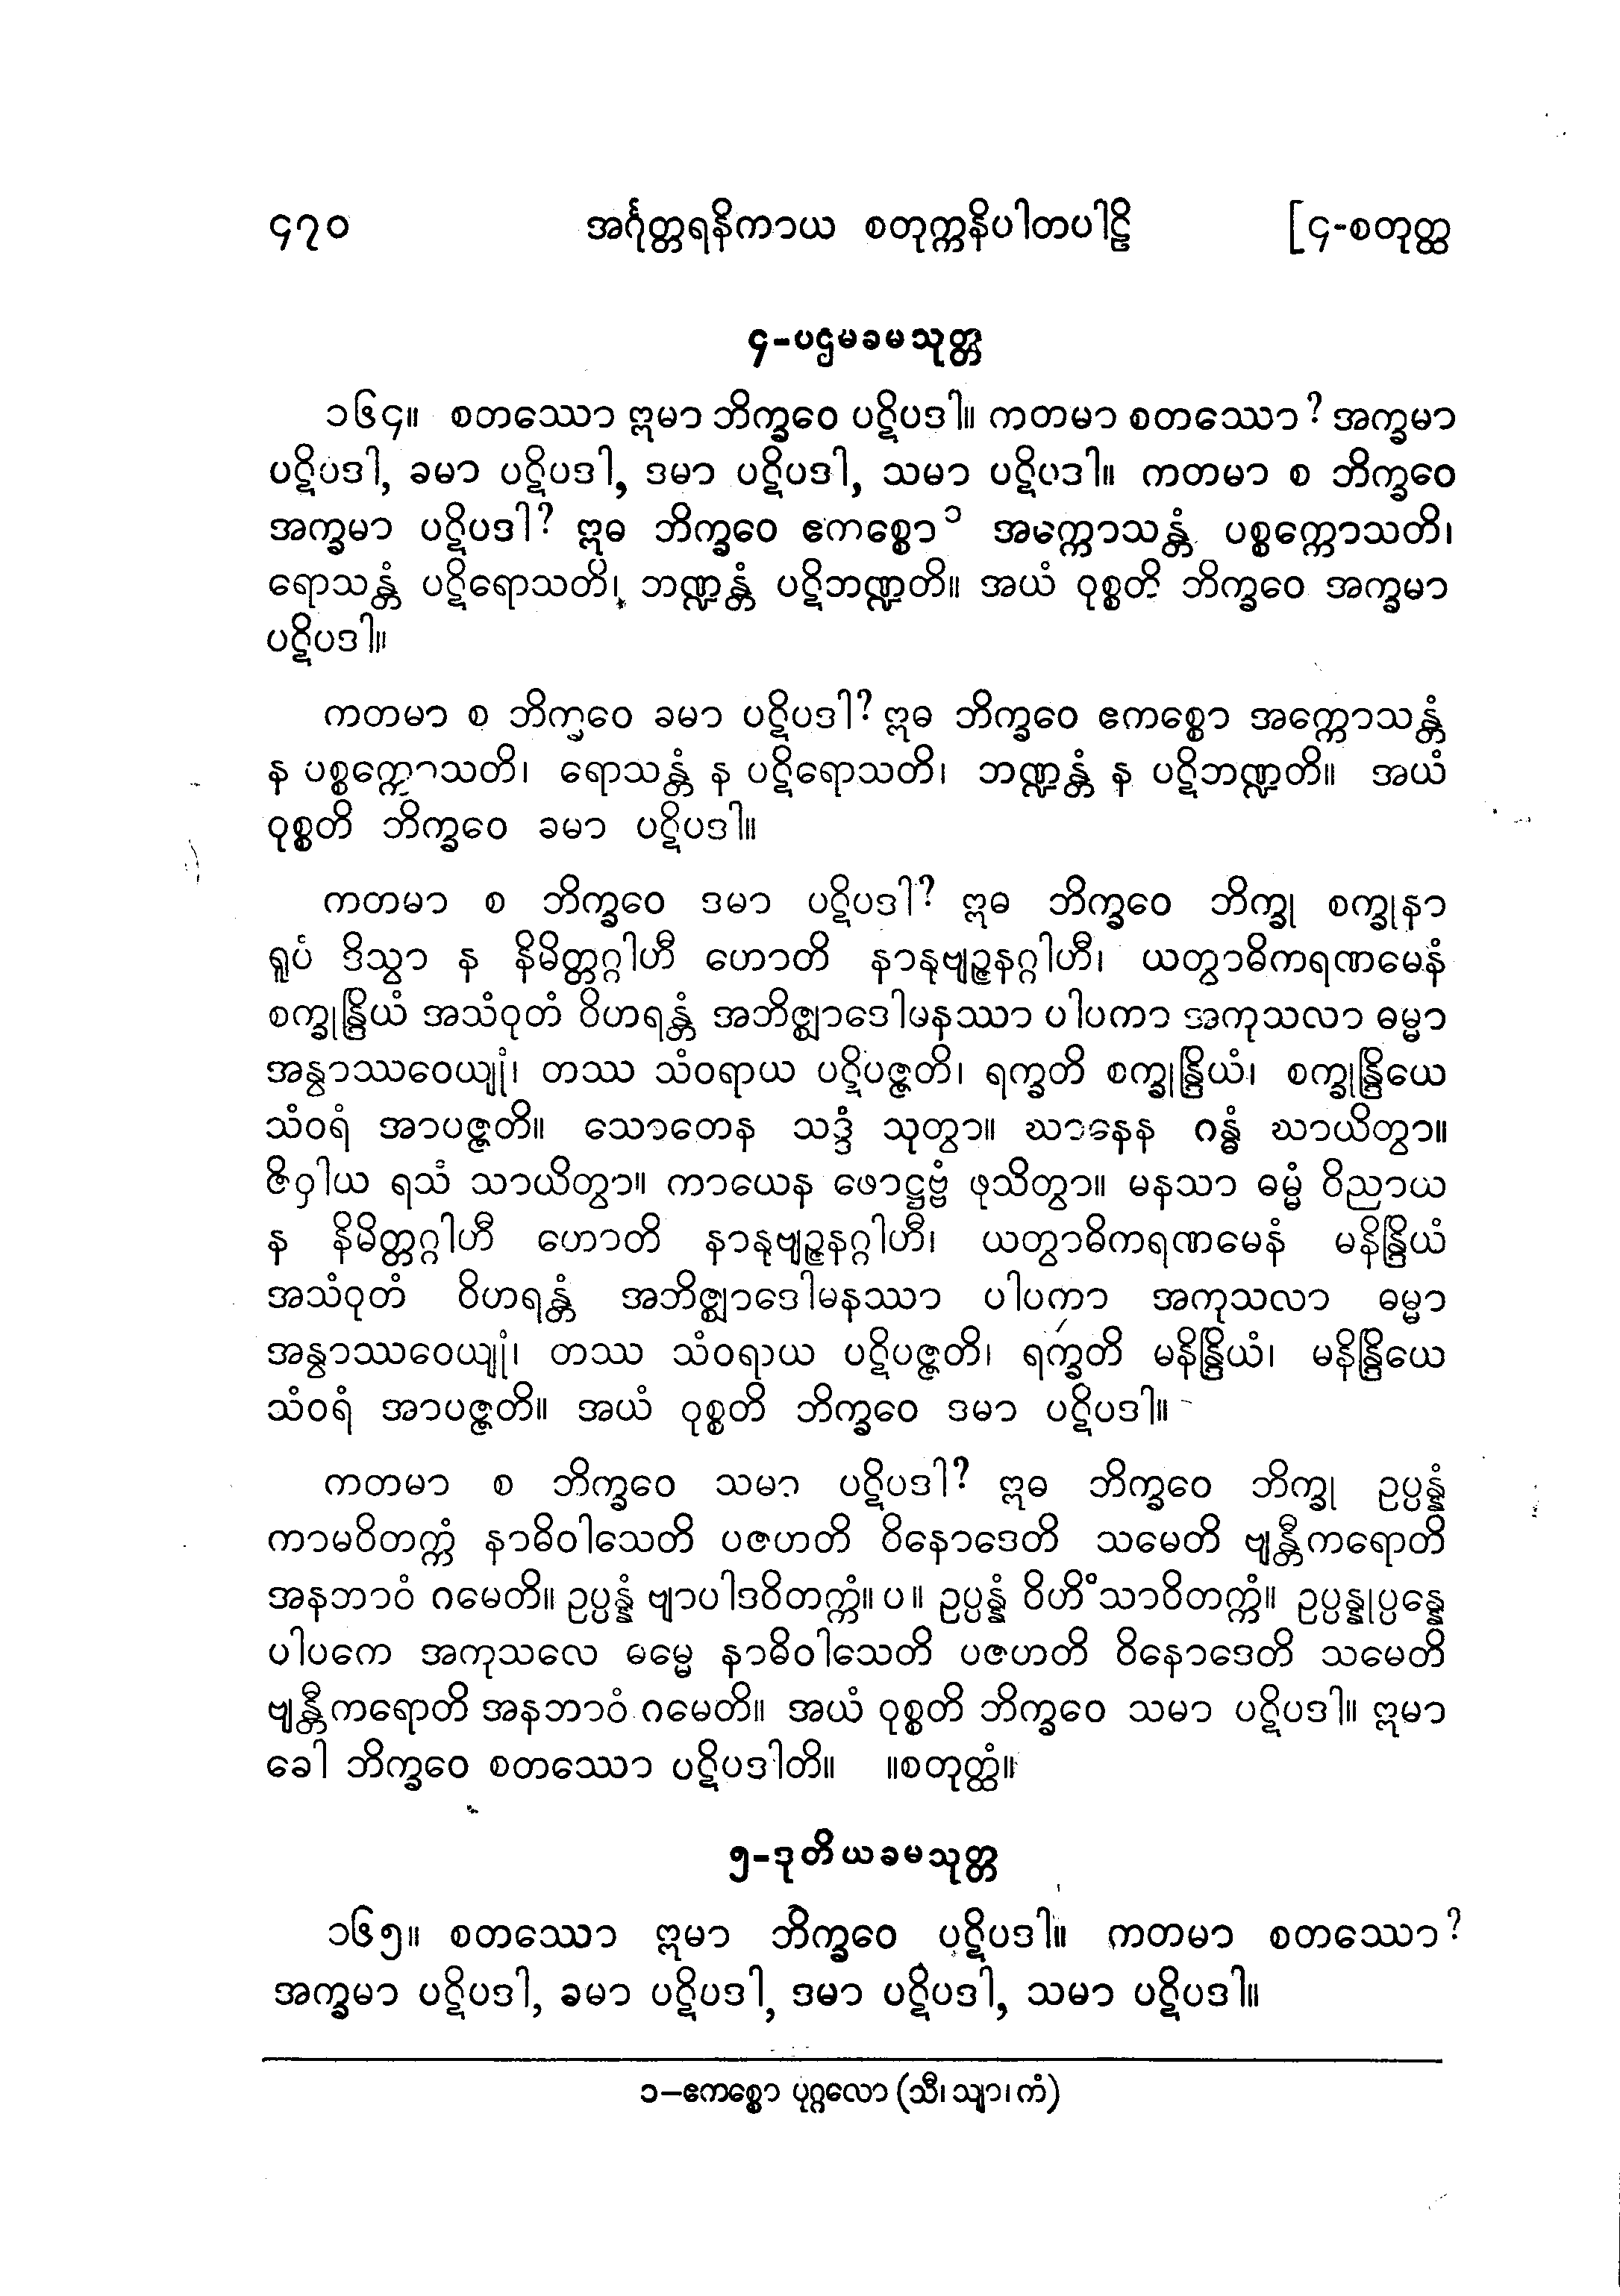 ၄၇၀ အင်္ဂုတ္တရနိကာယ စတုက္ကနိပါတပါဠိ [၄-စတုတ္ထ
၄-ပဌမခမသုတ္တ
၁၆၄။ စတဿော ဣမာ ဘိက္ခဝေ ပဋိပဒါ။ ကတမာ စတဿော? အက္ခမာ
ပဋိပဒါ, ခမာ ပဋိပဒါ, ဒမာ ပဋိပဒါ, သမာ ပဋိပဒါ။ ကတမာ စ ဘိက္ခဝေ
အက္ခမာ ပဋိပဒါ? ဣဓ ဘိက္ခဝေ ဧကစ္စော ၁ အက္ကောသန္တံ ပစ္စက္ကောသတိ၊
ရောသန္တံ ပဋိရောသတိ၊ ဘဏ္ဍန္တံ ပဋိဘဏ္ဍတိ။ အယံ ဝုစ္စတိ ဘိက္ခဝေ အက္ခမာ
ပဋိပဒါ။
ကတမာ စ ဘိက္ခဝေ ခမာ ပဋိပဒါ? ဣဓ ဘိက္ခဝေ ဧကစ္စော အက္ကောသန္တံ
န ပစ္စက္ကောသတိ၊ ရောသန္တံ န ပဋိရောသတိ၊ ဘဏ္ဍန္တံ န ပဋိဘဏ္ဍတိ။ အယံ
ဝုစ္စတိ ဘိက္ခဝေ ခမာ ပဋိပဒါ။
ကတမာ စ ဘိက္ခဝေ ဒမာ ပဋိပဒါ? ဣဓ ဘိက္ခဝေ ဘိက္ခု စက္ခုနာ
ရူပံ ဒိသွာ န နိမိတ္တဂ္ဂါဟီ ဟောတိ နာနုဗျဉ္ဇနဂ္ဂါဟီ၊ ယတွာဓိကရဏမေနံ
စက္ခုန္ဒြိယံ အသံဝုတံ ဝိဟရန္တံ အဘိဇ္ဈာဒေါမနဿာ ပါပကာ အကုသလာ ဓမ္မာ
အနွာဿဝေယျုံ၊ တဿ သံဝရာယ ပဋိပဇ္ဇတိ၊ ရက္ခတိ စက္ခုန္ဒြိယံ၊ စက္ခုန္ဒြိယေ
သံဝရံ အာပဇ္ဇတိ။ သောတေန သဒ္ဒံ သုတွာ။ ဃာနေန ဂန္ဓံ ဃာယိတွာ။
ဇိဝှါယ ရသံ သာယိတွာ။ ကာယေန ဖောဋ္ဌဗ္ဗံ ဖုသိတွာ။ မနသာ ဓမ္မံ ဝိညာယ
န နိမိတ္တဂ္ဂါဟီ ဟောတိ နာနုဗျဉ္ဇနဂ္ဂါဟီ၊ ယတွာဓိကရဏမေနံ မနိန္ဒြိယံ
အသံဝုတံ ဝိဟရန္တံ အဘိဇ္ဈာဒေါမနဿာ ပါပကာ အကုသလာ ဓမ္မာ
အနွာဿဝေယျုံ၊ တဿ သံဝရာယ ပဋိပဇ္ဇတိ၊ ရက္ခတိ မနိန္ဒြိယံ၊ မနိန္ဒြိယေ
သံဝရံ အာပဇ္ဇတိ။ အယံ ဝုစ္စတိ ဘိက္ခဝေ ဒမာ ပဋိပဒါ။
ကတမာ စ ဘိက္ခဝေ သမာ ပဋိပဒါ? ဣဓ ဘိက္ခဝေ ဘိက္ခု ဥပ္ပန္နံ
ကာမဝိတက္ကံ နာဓိဝါသေတိ ပဇဟတိ ဝိနောဒေတိ သမေတိ ဗျန္တီကရောတိ
အနဘာဝံ ဂမေတိ။ ဥပ္ပန္နံ ဗျာပါဒဝိတက္ကံ။ ပ။ ဥပ္ပန္နံ ဝိဟိံသာဝိတက္ကံ။ ဥပ္ပန္နုပ္ပန္နေ
ပါပကေ အကုသလေ ဓမ္မေ နာဓိဝါသေတိ ပဇဟတိ ဝိနောဒေတိ သမေတိ
ဗျန္တီကရောတိ အနဘာဝံ ဂမေတိ။ အယံ ဝုစ္စတိ ဘိက္ခဝေ သမာ ပဋိပဒါ။ ဣမာ
ခေါ ဘိက္ခဝေ စတဿော ပဋိပဒါတိ။ ။စတုတ္ထံ။
၅-ဒုတိယခမသုတ္တ
၁၆၅။ စတဿော ဣမာ ဘိက္ခဝေ ပဋိပဒါ။ ကတမာ စတဿော?
အက္ခမာ ပဋိပဒါ, ခမာ ပဋိပဒါ, ဒမာ ပဋိပဒါ, သမာ ပဋိပဒါ။
၁–ဧကစ္စော ပုဂ္ဂလော (သီ၊ သျာ၊ ကံ)